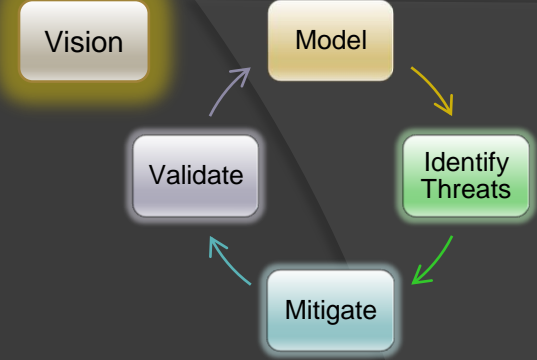 Vision
Model
Identify
Threats
Validate
Mitigate